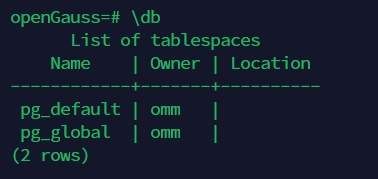 openGauss=# \db
      List of tablespaces
    Name    | Owner | Location
------------+-------+----------
 pg_default | omm   |
 pg_global  | omm   |
(2 rows)